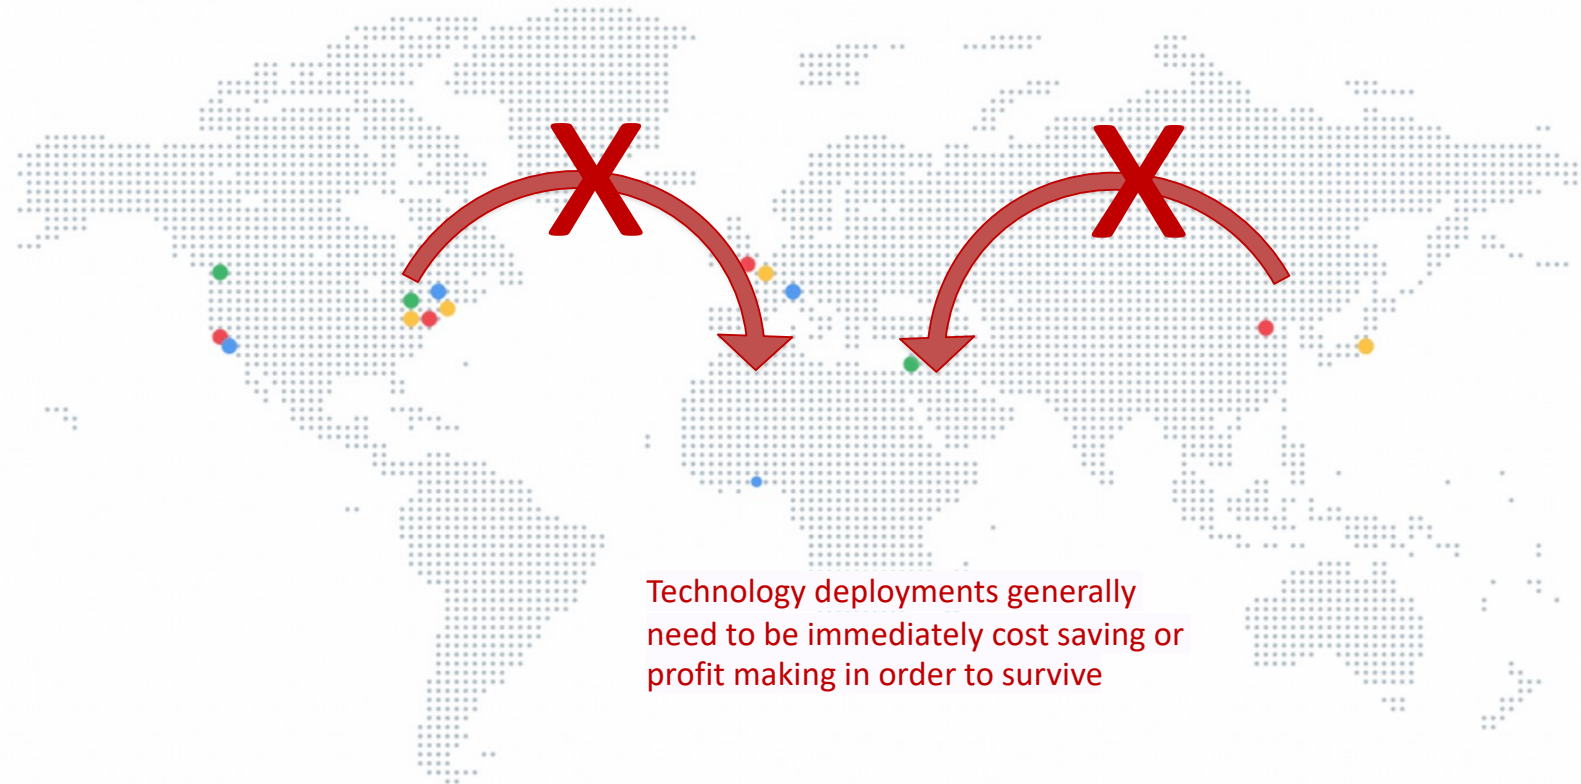 Technology deployments generally
need to be immediately cost saving or
profit making in order to survive